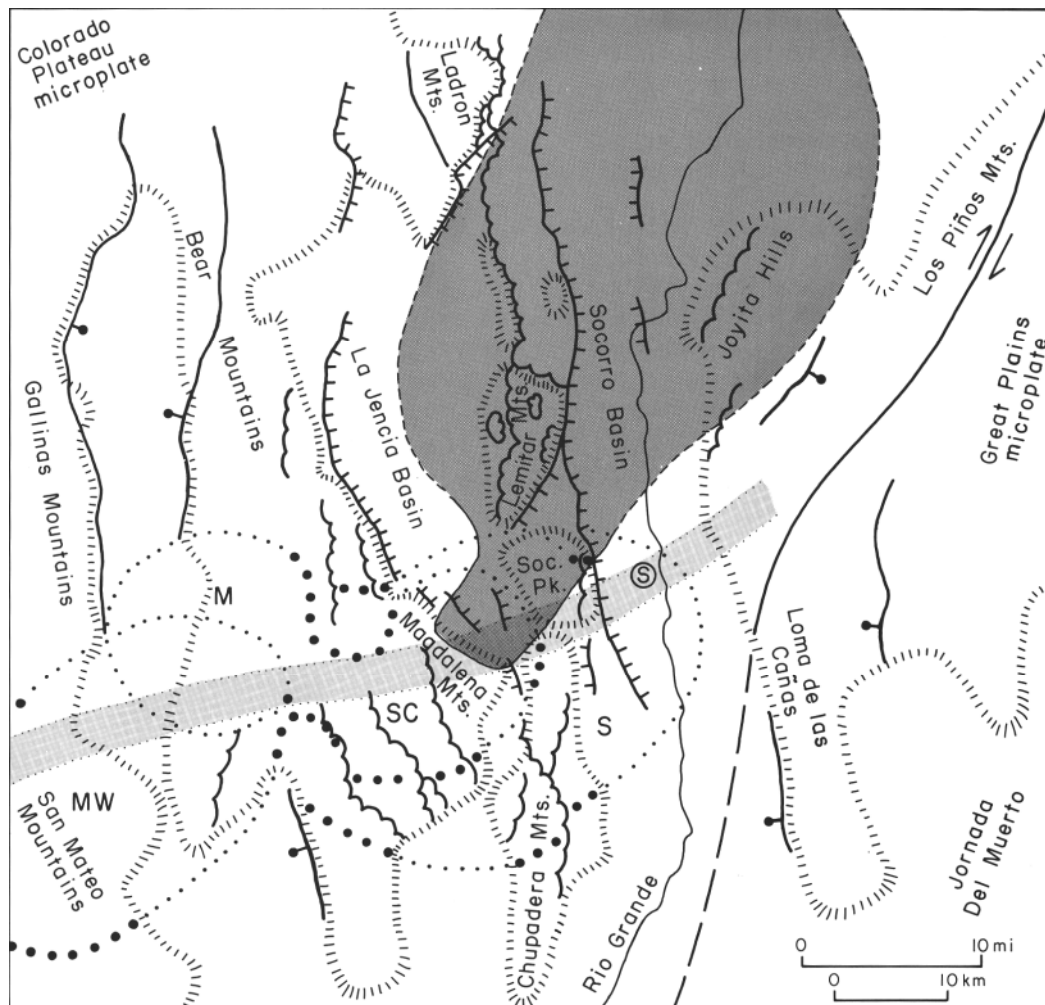 Colorado
Plateau
microplate
Ladron
Mts.
Los Piños Mts.
Bear
Mountains
Joyita Hills
Socorro
Basin
La Jencia Basin
Great Plains
microplate
Gallinas Mountains
Lemitar Mts.
Soc.
Pk.
S
M
Magdalena
Mts.
Loma de las
Cañas
SC
S
MW
San Mateo
Mountains
Chupadera Mts.
Rio Grande
Jornada
Del Muerto
0 10 mi
0 10 km